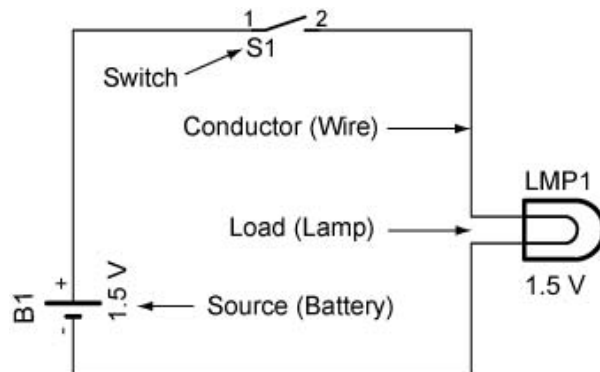 1 2
S1
Switch
Conductor (Wire)
LMP1
Load (Lamp)
1.5 V
+
B1
-
1.5 V
Source (Battery)